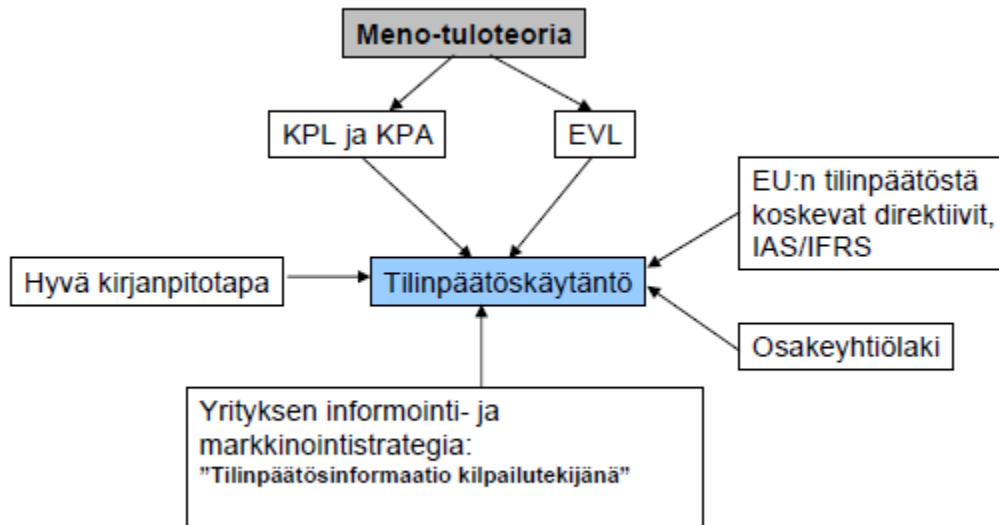 Meno-tuloteoria
KPL ja KPA
EVL
EU:n tilinpäätöstä
koskevat direktiivit,
IAS/IFRS
Hyvä kirjanpitotapa
Tilinpäätöskäytäntö
Osakeyhtiölaki
Yrityksen informointi- ja
markkinointistrategia:
”Tilinpäätösinformaatio kilpailutekijänä”